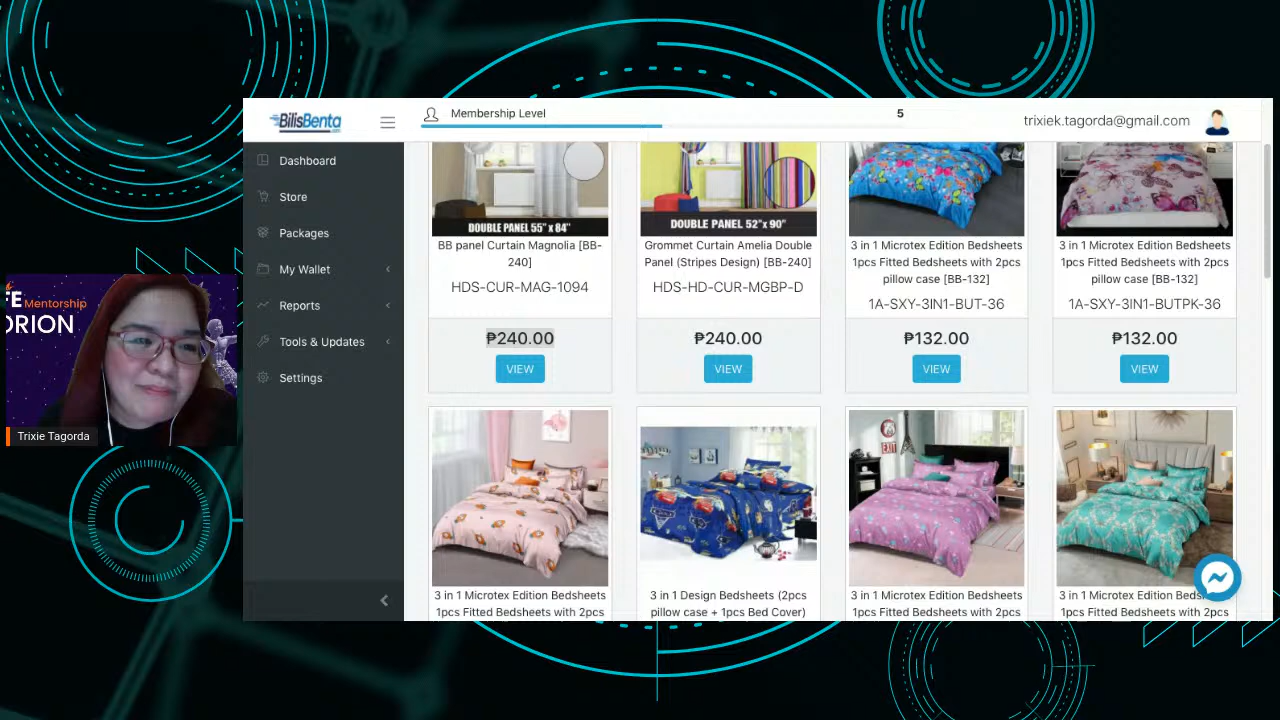 BilisBenta
Membership Level
5
trixiek.tagorda@gmail.com
Dashboard
Store
Packages
My Wallet
Reports
Tools & Updates
Settings
DOUBLE PANEL 55" x 84"
BB panel Curtain Magnolia [BB-
240]
HDS-CUR-MAG-1094
₱240.00
VIEW
DOUBLE PANEL 52"x 90"
Grommet Curtain Amelia Double
Panel (Stripes Design) [BB-240]
HDS-HD-CUR-MGBP-D
₱240.00
VIEW
3 in 1 Microtex Edition Bedsheets
1pcs Fitted Bedsheets with 2pcs
pillow case [BB-132]
1A-SXY-3IN1-BUT-36
₱132.00
VIEW
3 in 1 Microtex Edition Bedsheets
1pcs Fitted Bedsheets with 2pcs
pillow case [BB-132]
1A-SXY-3IN1-BUTPK-36
₱132.00
VIEW
3 in 1 Microtex Edition Bedsheets
1pcs Fitted Bedsheets with 2pcs
3 in 1 Design Bedsheets (2pcs
pillow case + 1pcs Bed Cover)
EXIT
3 in 1 Microtex Edition Bedsheets
1pcs Fitted Bedsheets with 2pcs
3 in 1 Microtex Edition Bedsheets
1pcs Fitted Bedsheets with 2pcs
FE Mentorship
ORION
Trixie Tagorda